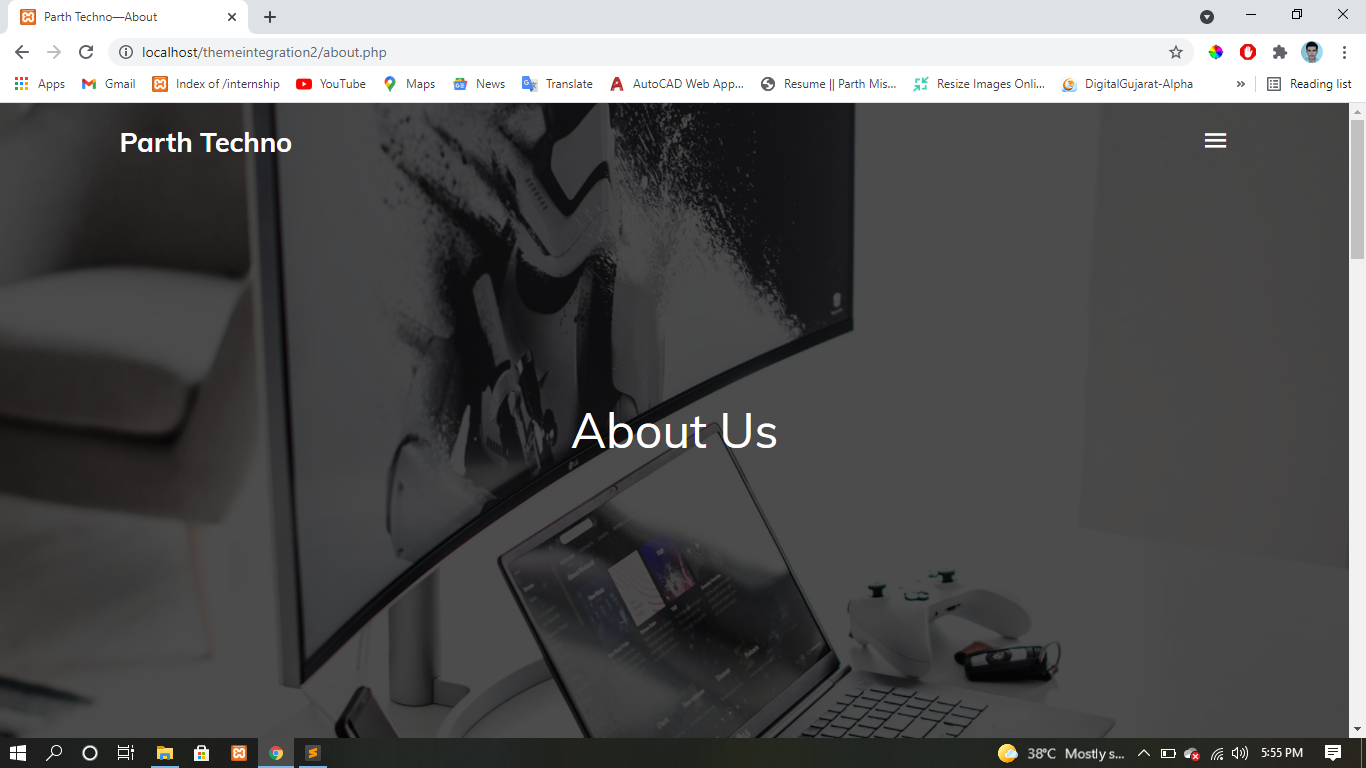 Parth Techno—About
localhost/themeintegration2/about.php
Apps Gmail Index of /internship YouTube Maps News Translate AutoCAD Web App... Resume || Parth Mis... Resize Images Onli... DigitalGujarat-Alpha » Reading list
Parth Techno
About Us
38°C Mostly s... 5:55 PM